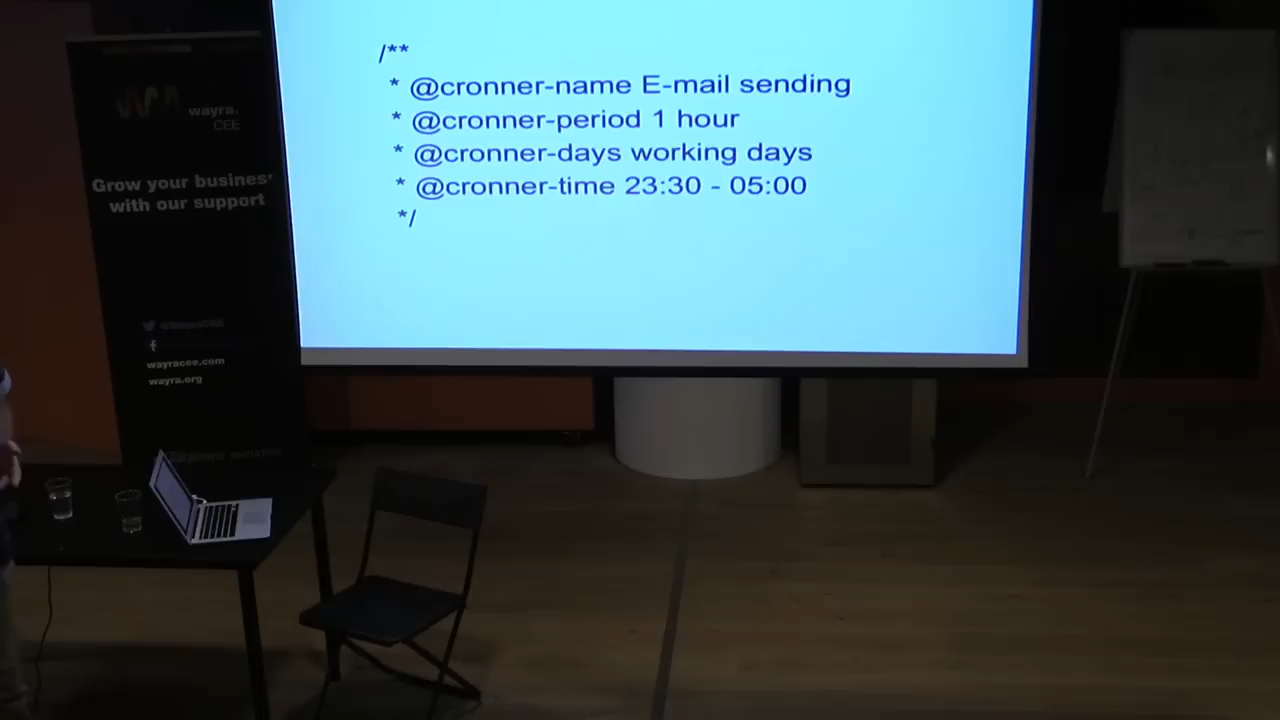 /**
* @cronner-name E-mail sending
* @cronner-period 1 hour
* @cronner-days working days
* @cronner-time 23:30 - 05:00
*/
wayra.
CEE
Grow your busines
with our support
wayracee.com
wayra.org